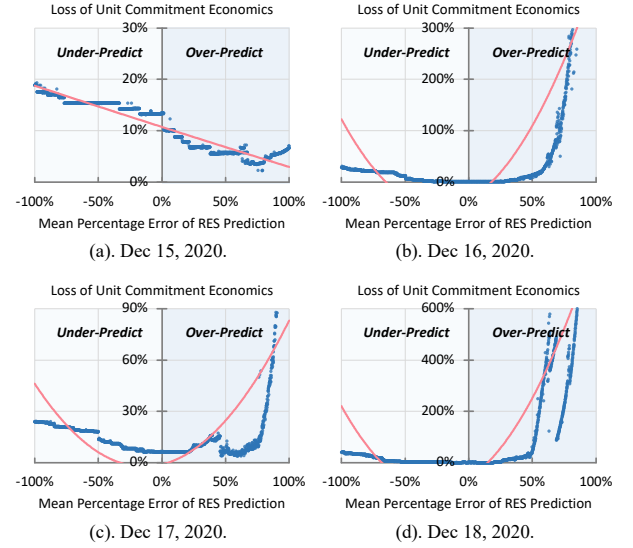 Loss of Unit Commitment Economics
30%
Under-Predict
Over-Predict
20%
10%
0%
-100%
-50%
0%
50%
100%
Mean Percentage Error of RES Prediction
(a). Dec 15, 2020.
Loss of Unit Commitment Economics
300%
Under-Predict
Over-Predict
200%
100%
0%
-100%
-50%
0%
50%
100%
Mean Percentage Error of RES Prediction
(b). Dec 16, 2020.
Loss of Unit Commitment Economics
90%
Under-Predict
Over-Predict
60%
30%
0%
-100%
-50%
0%
50%
100%
Mean Percentage Error of RES Prediction
(c). Dec 17, 2020.
Loss of Unit Commitment Economics
600%
Under-Predict
Over-Predict
400%
200%
0%
-100%
-50%
0%
50%
100%
Mean Percentage Error of RES Prediction
(d). Dec 18, 2020.